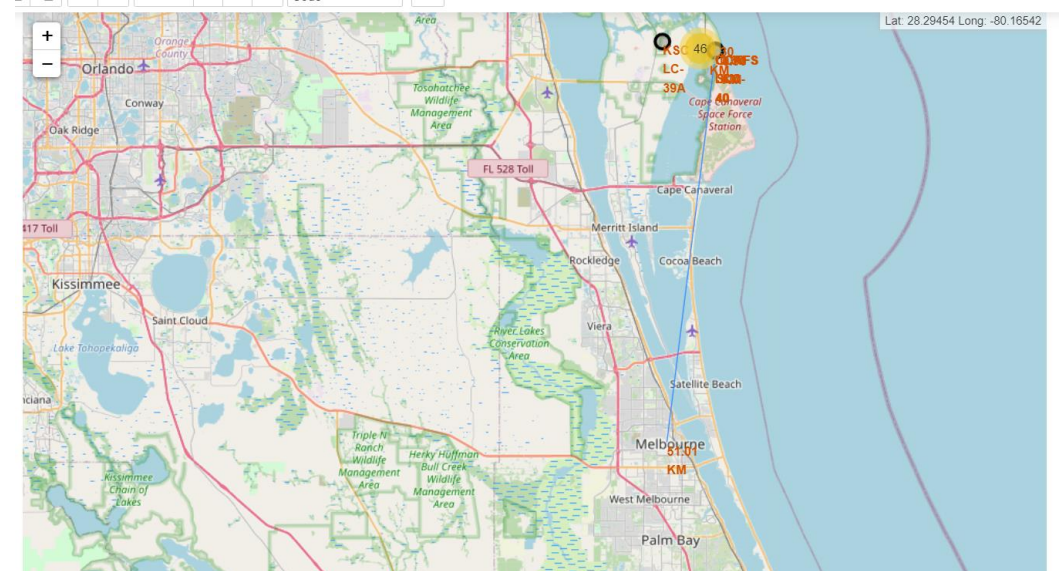 Lat: 28.29454 Long: -80.16542
+
−
Area
Orange
County
Orlando
Conway
Oak Ridge
Tosohatchee
Wildlife
Management
Area
KSC
LC-
39A
46
KM
40
Cape Canaveral
Space Force
Station
FL 528 Toll
Cape Canaveral
417 Toll
Merritt Island
Rockledge
Cocoa Beach
Kissimmee
Saint Cloud
Lake Tohopekaliga
River Lakes
Conservation
Area
Viera
Satellite Beach
Triple N
Ranch
Wildlife
Management
Area
Herky Huffman
Bull Creek
Wildlife
Management
Area
Melbourne
51.01
KM
Kissimmee
Chain of
Lakes
West Melbourne
Palm Bay